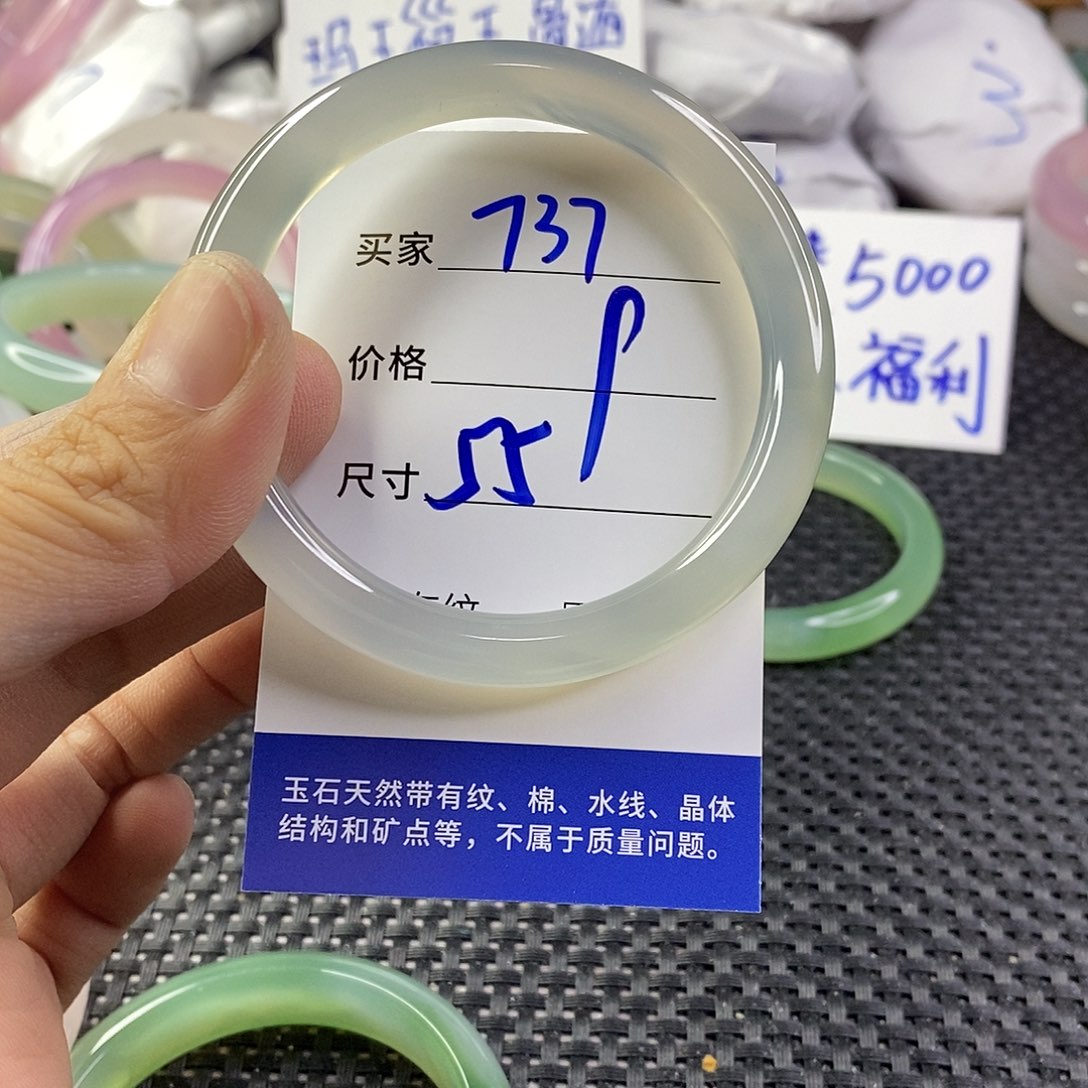 买家 737
价格
尺寸 55
5000
福利
玉石天然带有纹、棉、水线、晶体
结构和矿点等，不属于质量问题。